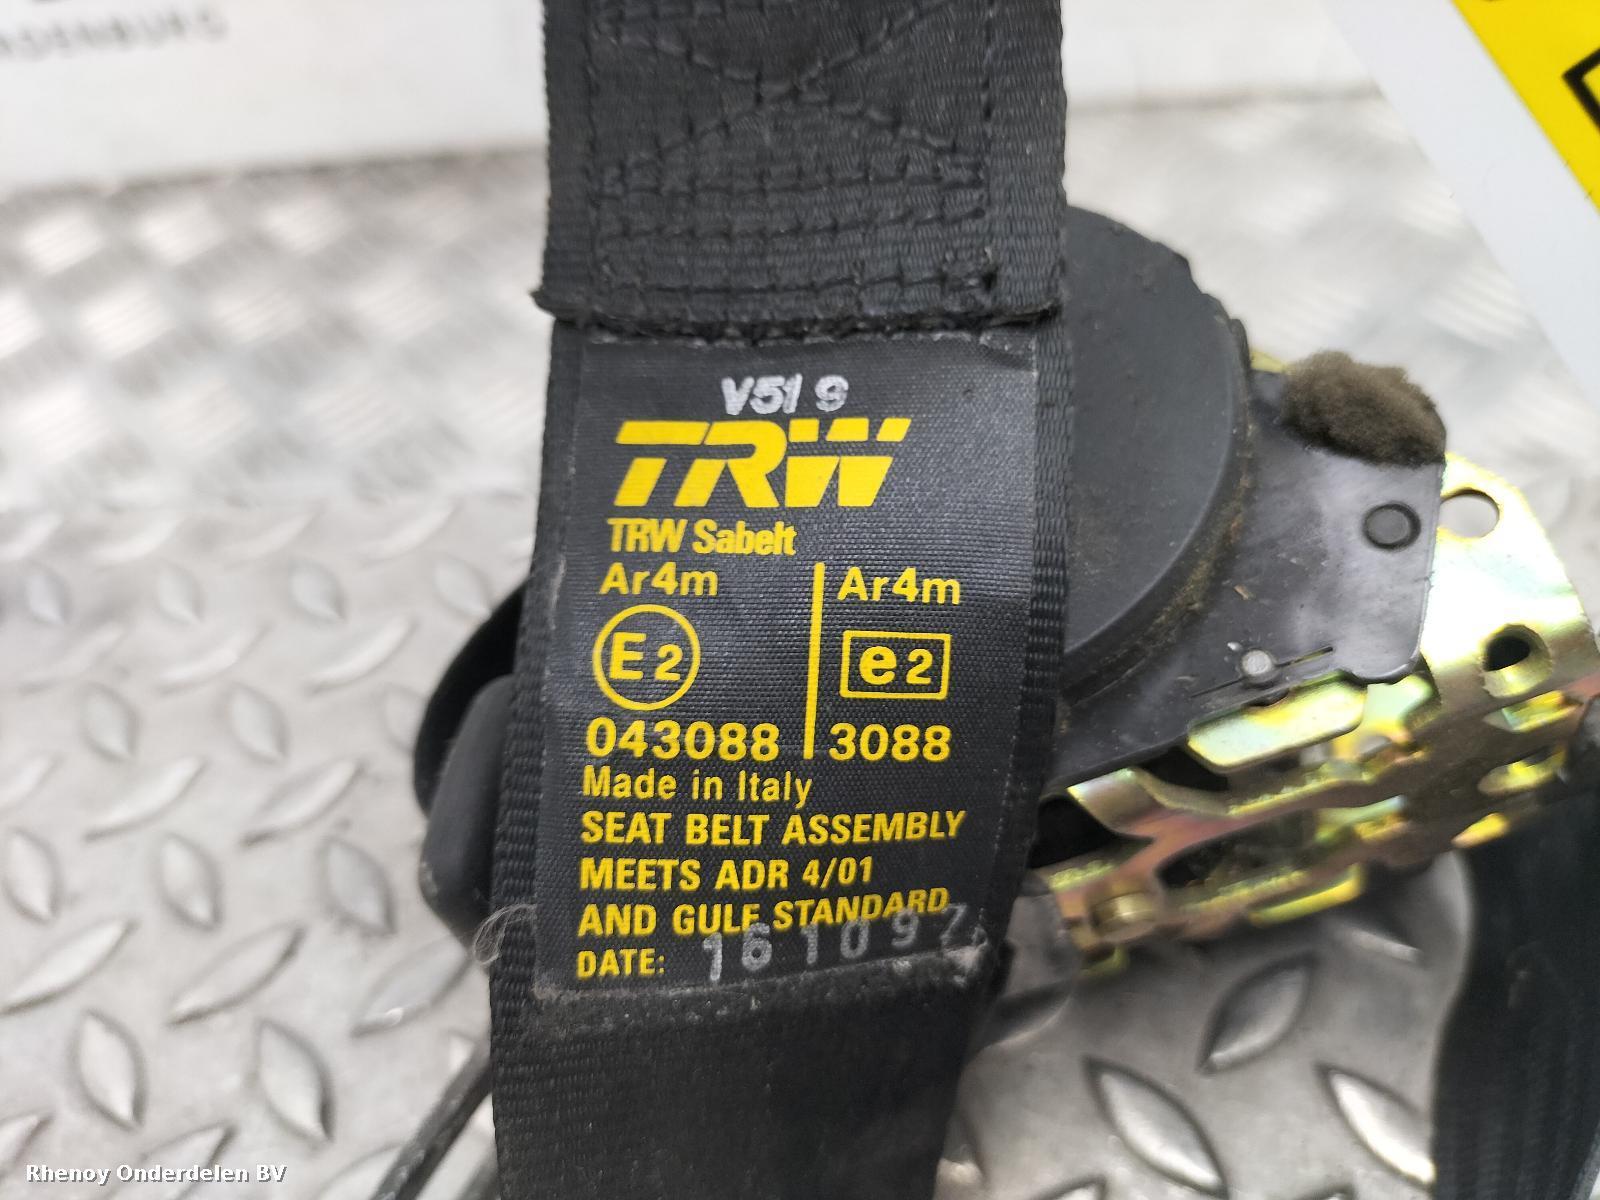 V51 9
TRW
TRW Sabelt
Ar4m Ar4m
E2 e2
043088 3088
Made in Italy
SEAT BELT ASSEMBLY
MEETS ADR 4/01
AND GULF STANDARD
DATE: 161097
Rhenoy Onderdelen BV